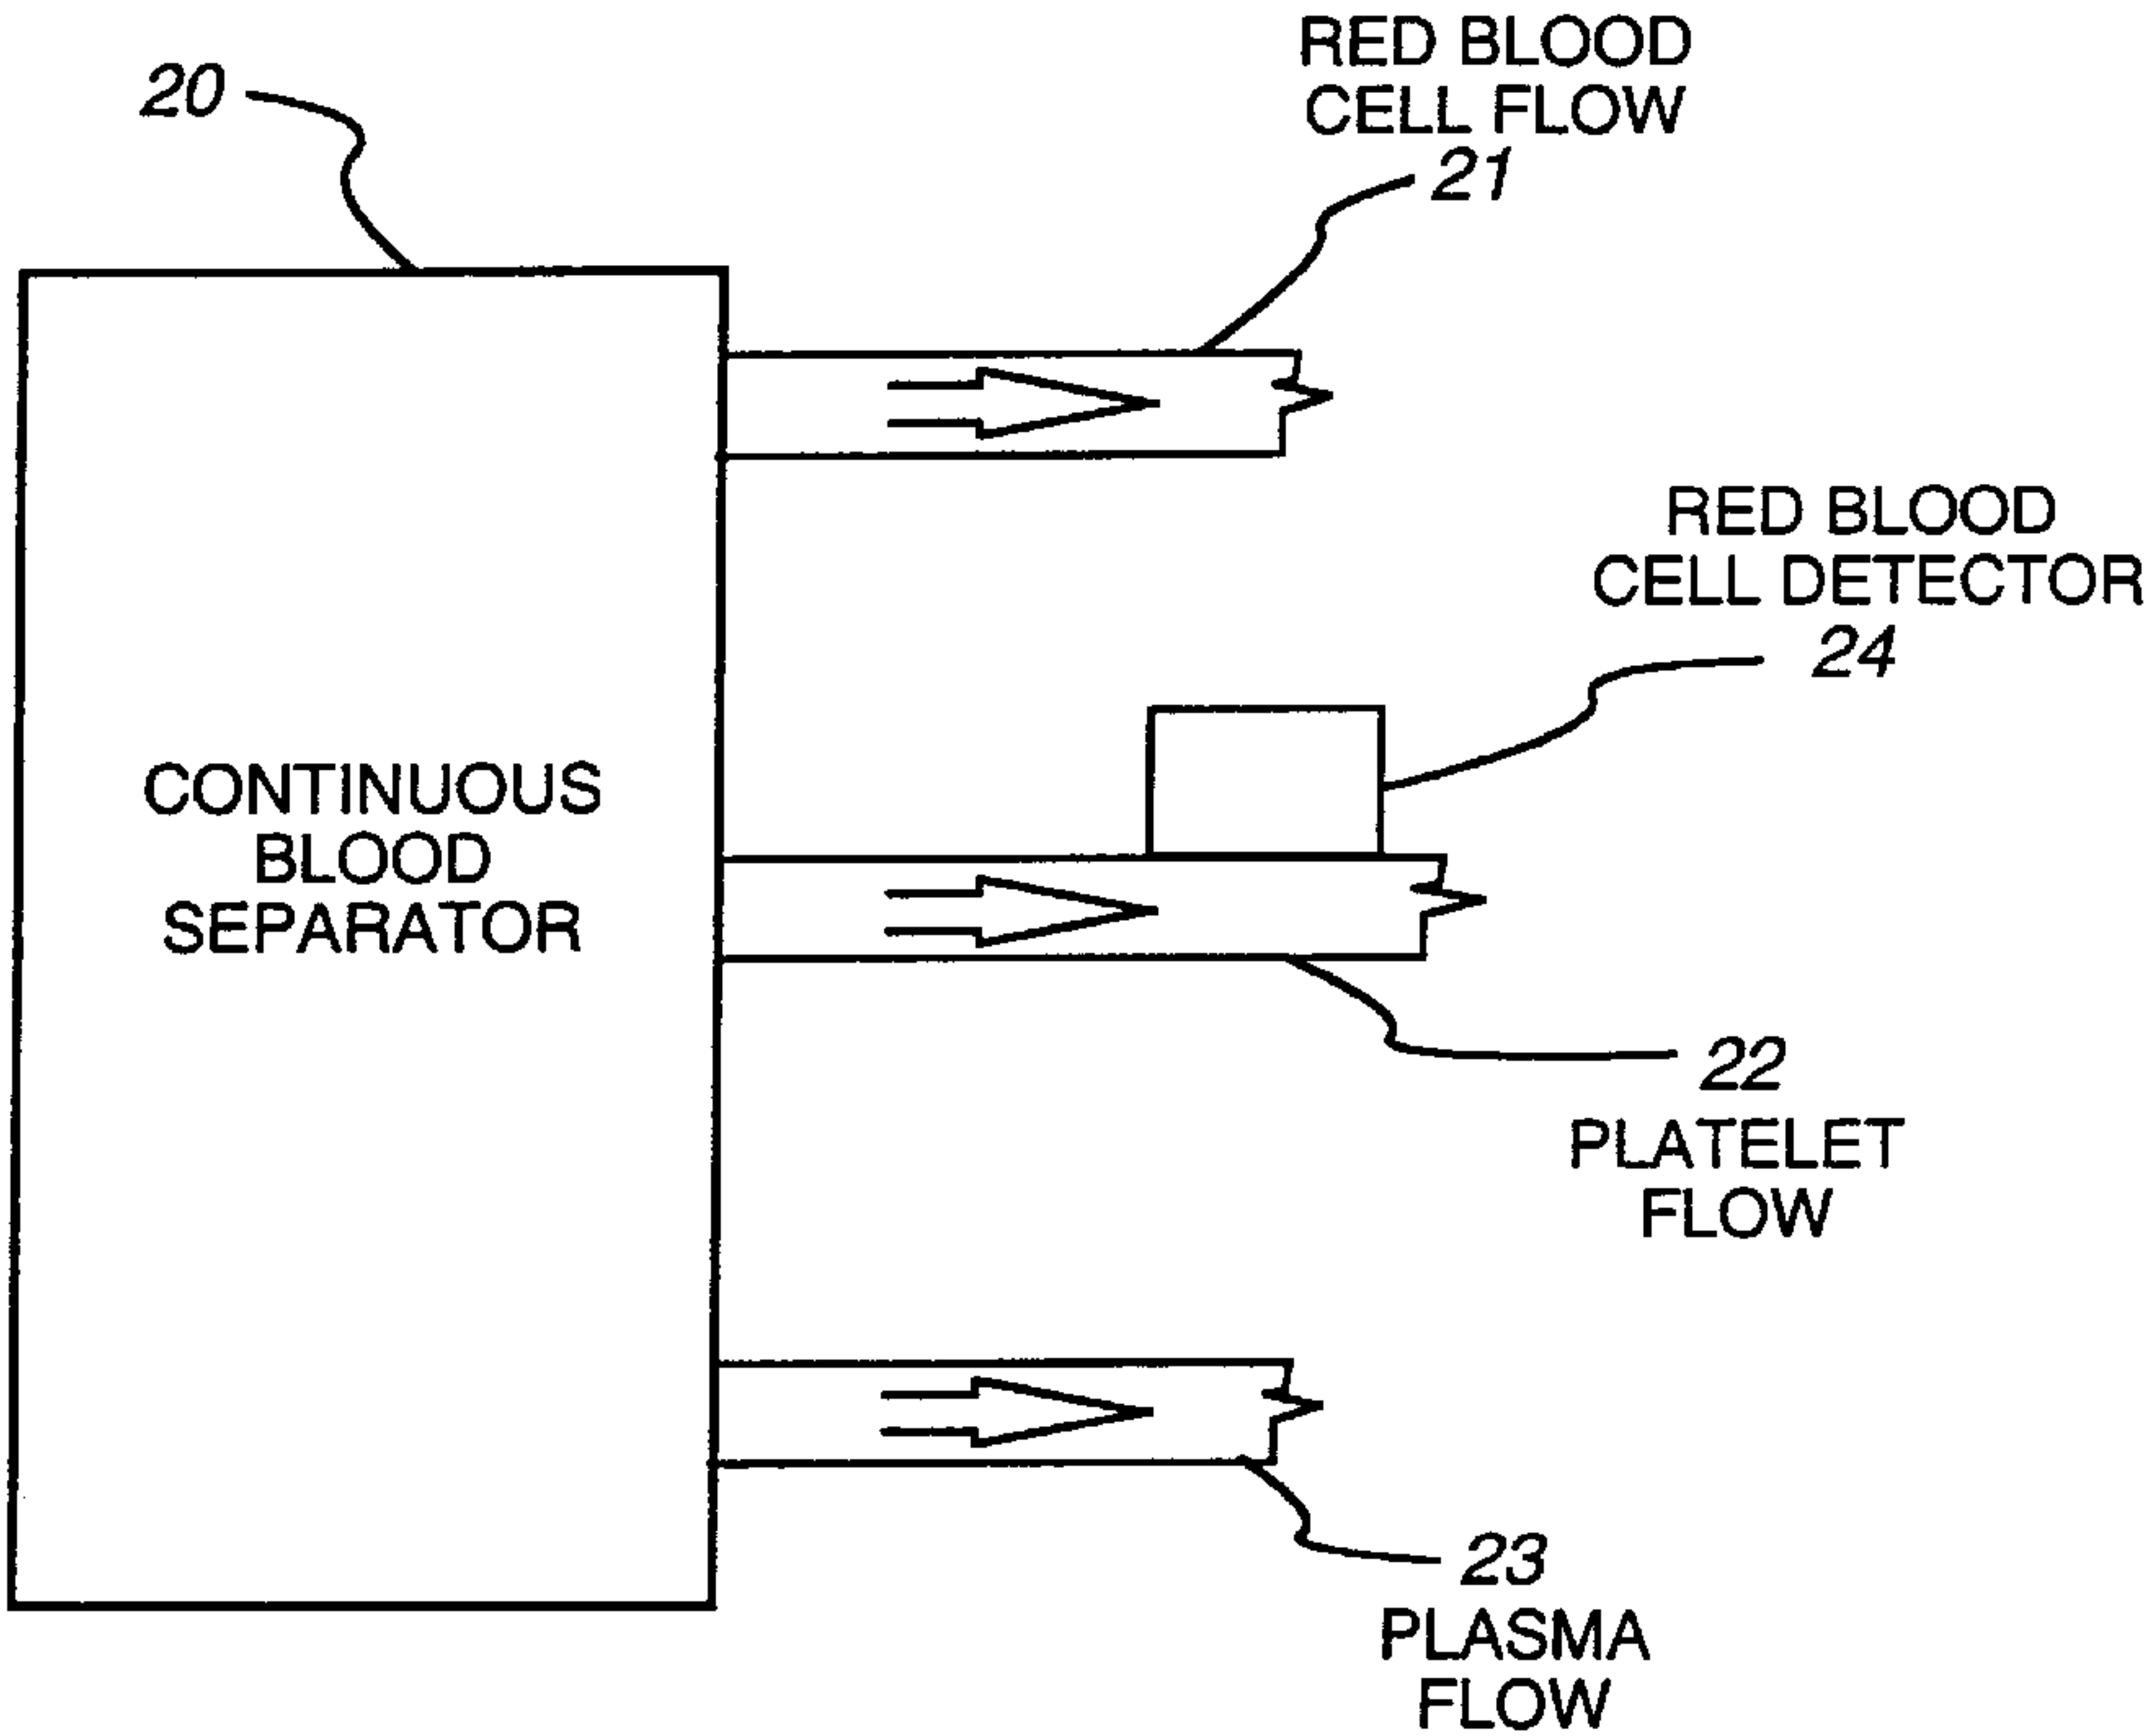 20
RED BLOOD
CELL FLOW
21
RED BLOOD
CELL DETECTOR
24
CONTINUOUS
BLOOD
SEPARATOR
22
PLATELET
FLOW
23
PLASMA
FLOW